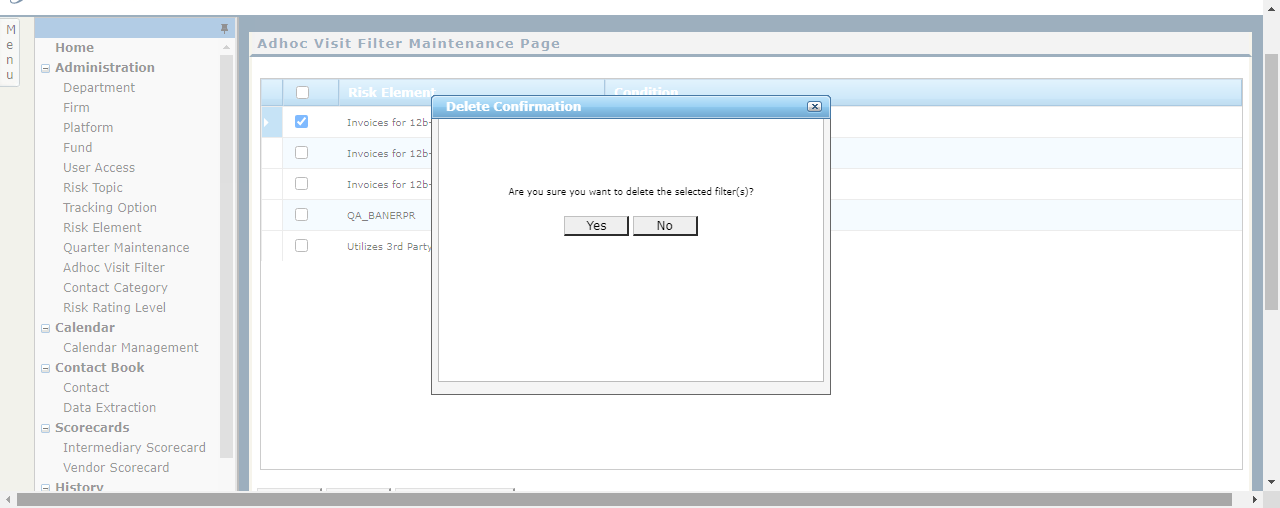 M
e
n
u
Home
Administration
Department
Firm
Platform
Fund
User Access
Risk Topic
Tracking Option
Risk Element
Quarter Maintenance
Adhoc Visit Filter
Contact Category
Risk Rating Level
Calendar
Calendar Management
Contact Book
Contact
Data Extraction
Scorecards
Intermediary Scorecard
Vendor Scorecard
History
Adhoc Visit Filter Maintenance Page
Risk Element Condition
Invoices for 12b-
Invoices for 12b-
Invoices for 12b-
QA_BANERPR
Utilizes 3rd Party
Delete Confirmation
Are you sure you want to delete the selected filter(s)?
Yes No